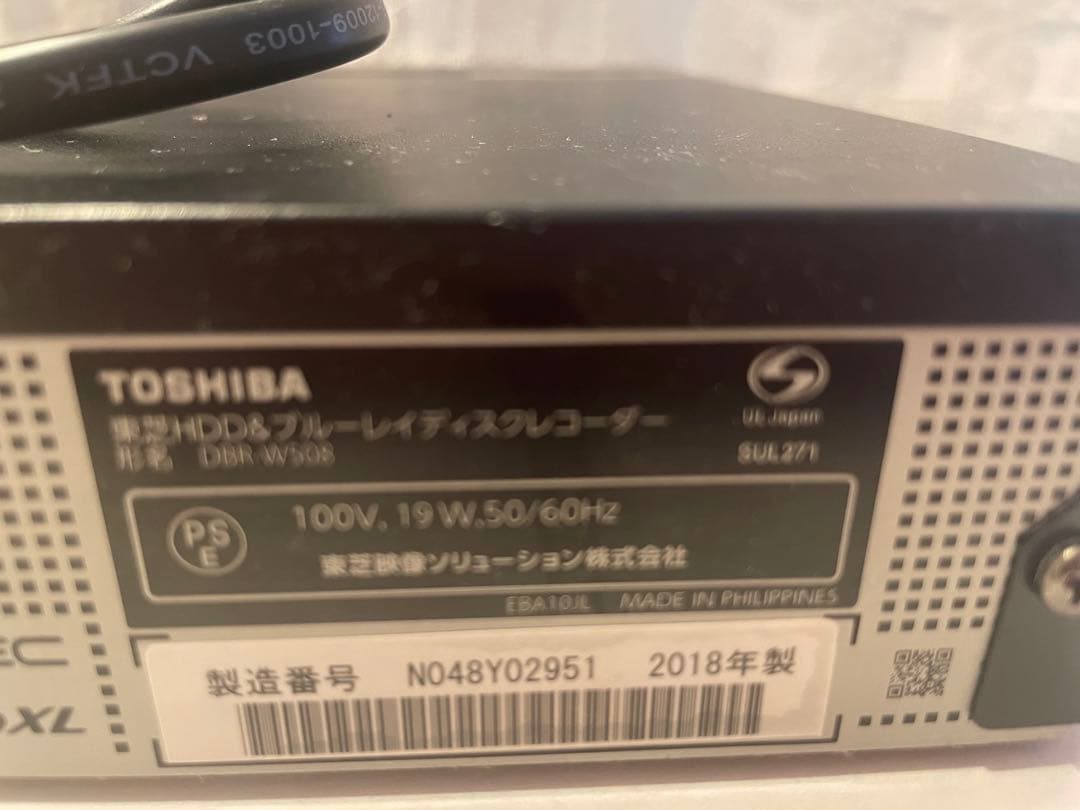 12009-1003 VCTFK
TOSHIBA
東芝HDD&ブルーレイディスクレコーダー
形名 DBR-W508
UL Japan
SUL271
PS
E
100V, 19W, 50/60Hz
東芝映像ソリューション株式会社
EBA10JL MADE IN PHILIPPINES
製造番号 N048Y02951 2018年製